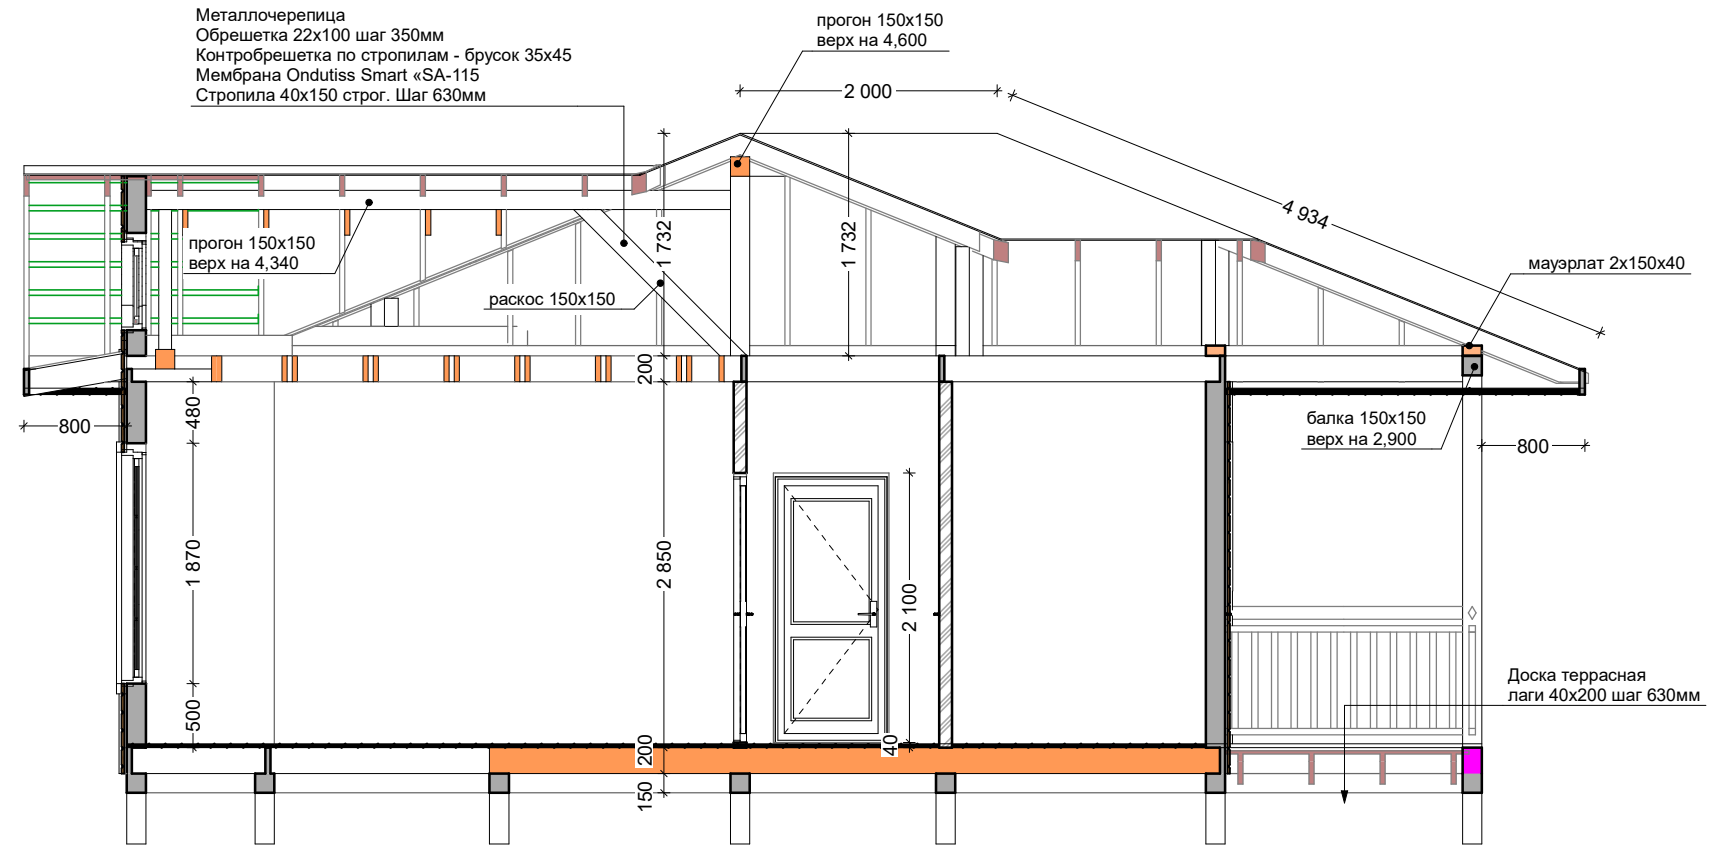 Металлочерепица
Обрешетка 22х100 шаг 350мм
Контробрешетка по стропилам - брусок 35х45
Мембрана Ondutiss Smart «SA-115
Стропила 40х150 строг. Шаг 630мм
прогон 150х150
верх на 4,600
2 000
4 934
1 732
1 732
прогон 150х150
верх на 4,340
раскос 150х150
мауэрлат 2х150х40
200
480
800
балка 150х150
верх на 2,900
800
1 870
2 850
2 100
Доска террасная
лаги 40х200 шаг 630мм
500
200
40
150